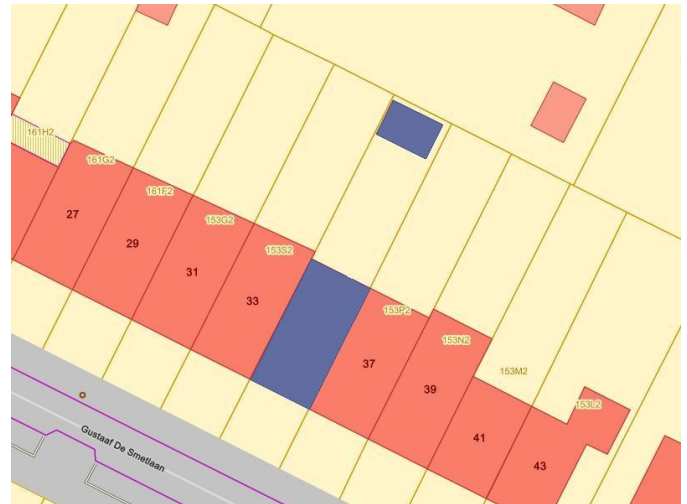 161H2
161G2
27
161F2
29
153G2
31
153S2
33
153P2
37
153N2
39
153M2
41
153L2
43
Gustaaf De Smetlaan